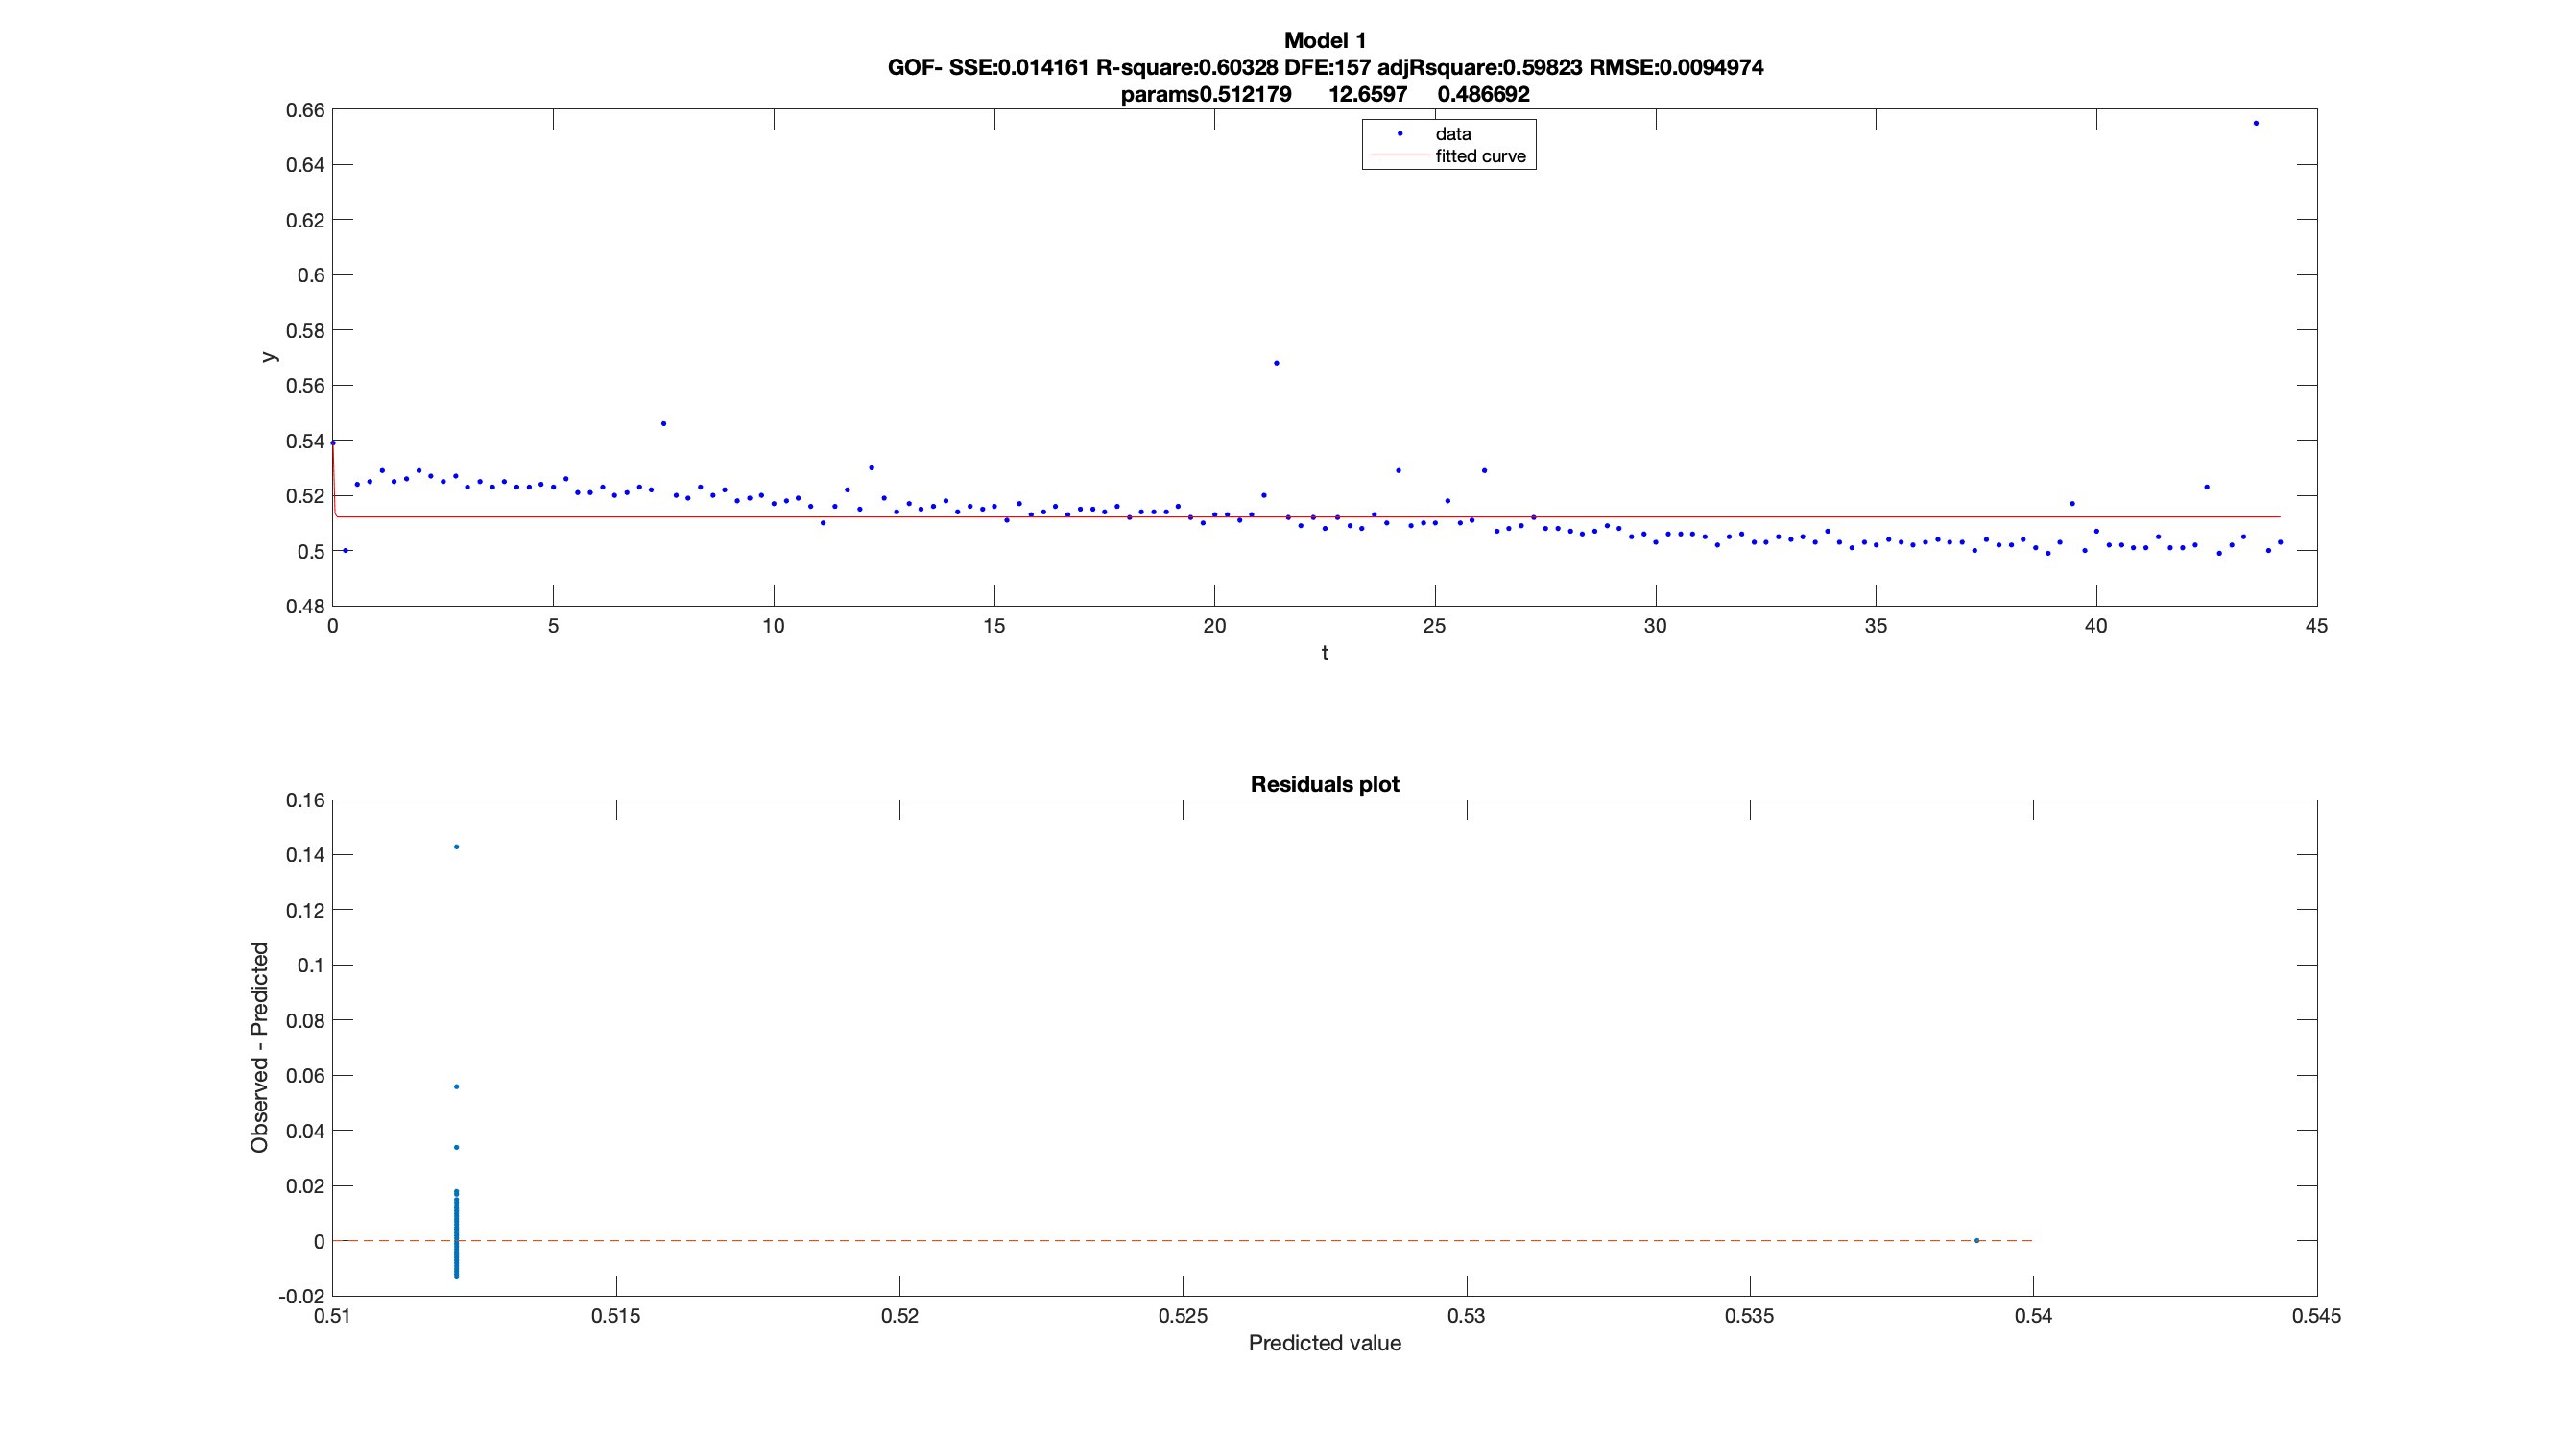 Model 1
GOF- SSE:0.014161 R-square:0.60328 DFE:157 adjRsquare:0.59823 RMSE:0.0094974
params0.512179 12.6597 0.486692
data
fitted curve
0.66
0.64
0.62
0.6
0.58
0.56
0.54
0.52
0.5
0.48
y
0 5 10 15 20 25 30 35 40 45
t
Residuals plot
0.16
0.14
0.12
0.1
0.08
0.06
0.04
0.02
0
-0.02
Observed - Predicted
0.51 0.515 0.52 0.525 0.53 0.535 0.54 0.545
Predicted value